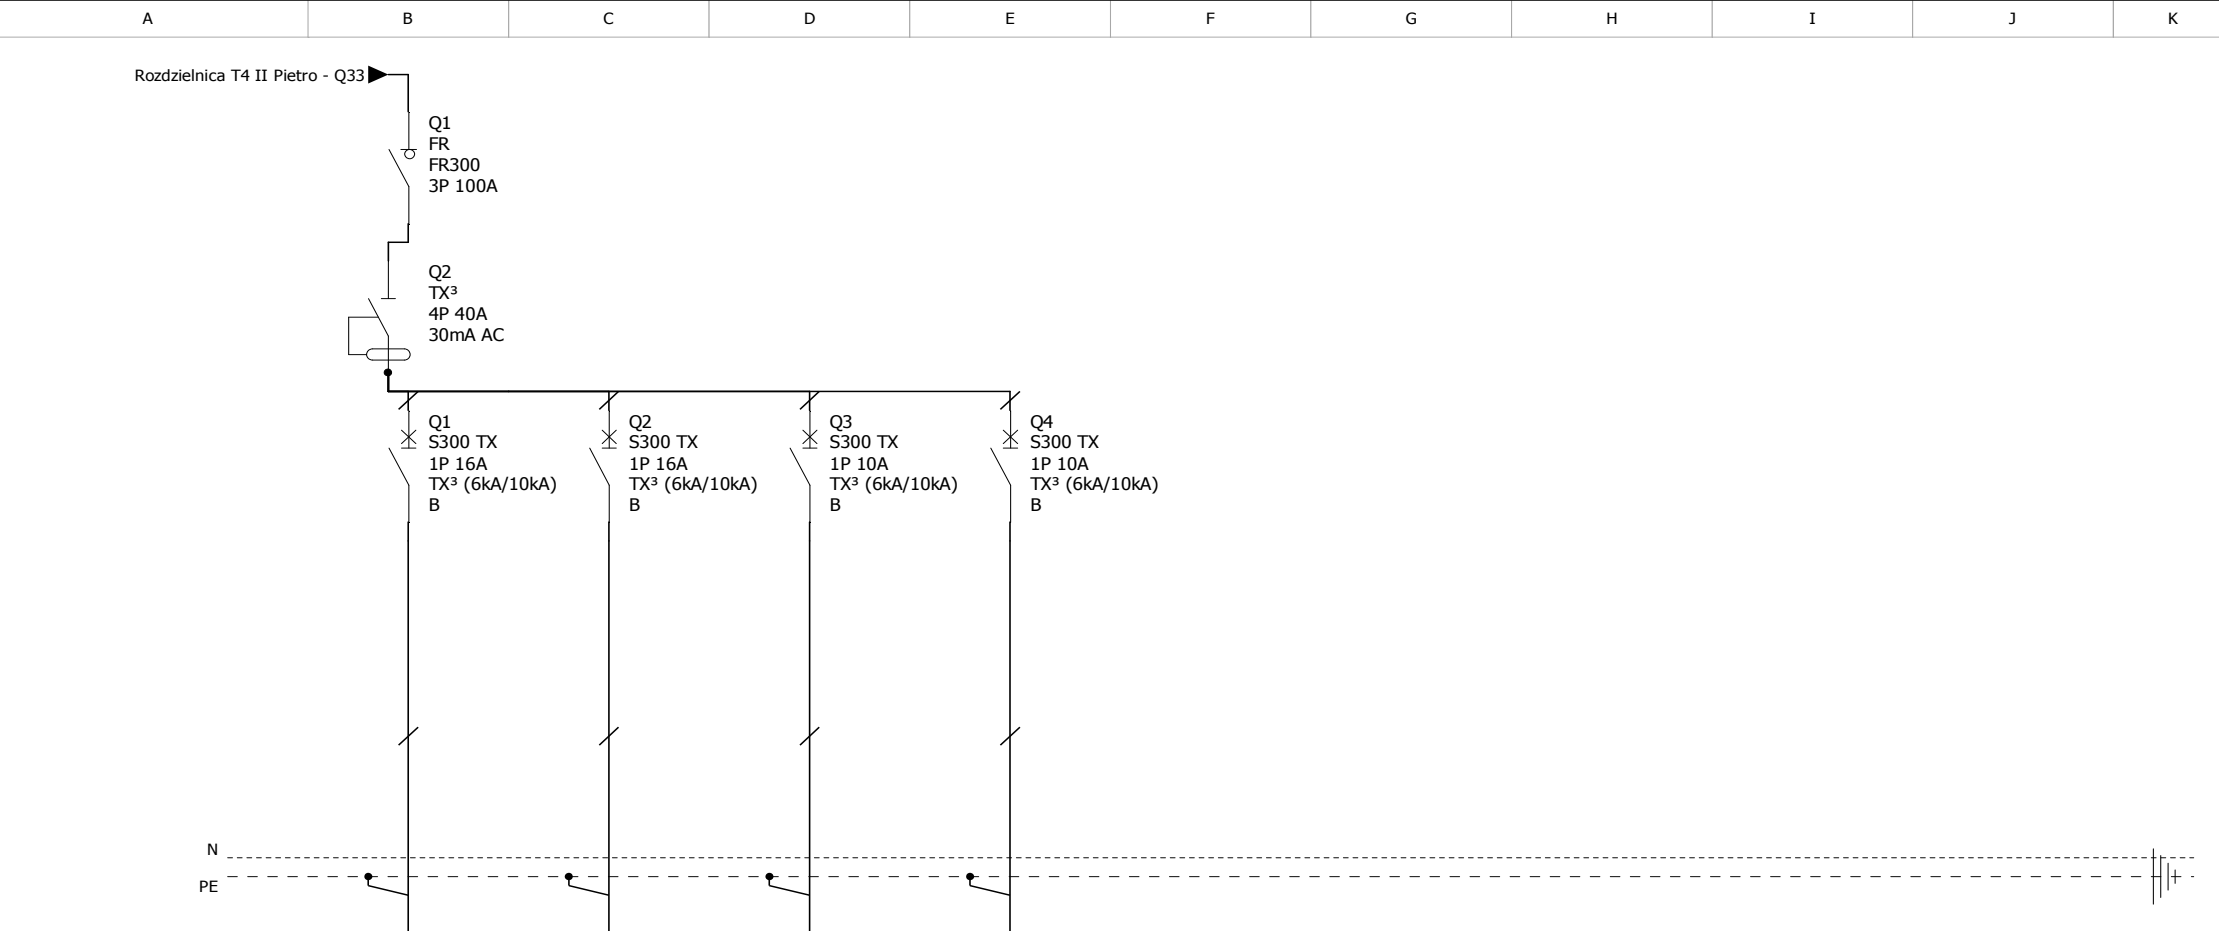 A B C D E F G H I J K
Rozdzielnica T4 II Pietro - Q33
Q1
FR
FR300
3P 100A
Q2
TX³
4P 40A
30mA AC
Q1
S300 TX
1P 16A
TX³ (6kA/10kA)
B
Q2
S300 TX
1P 16A
TX³ (6kA/10kA)
B
Q3
S300 TX
1P 10A
TX³ (6kA/10kA)
B
Q4
S300 TX
1P 10A
TX³ (6kA/10kA)
B
N
PE